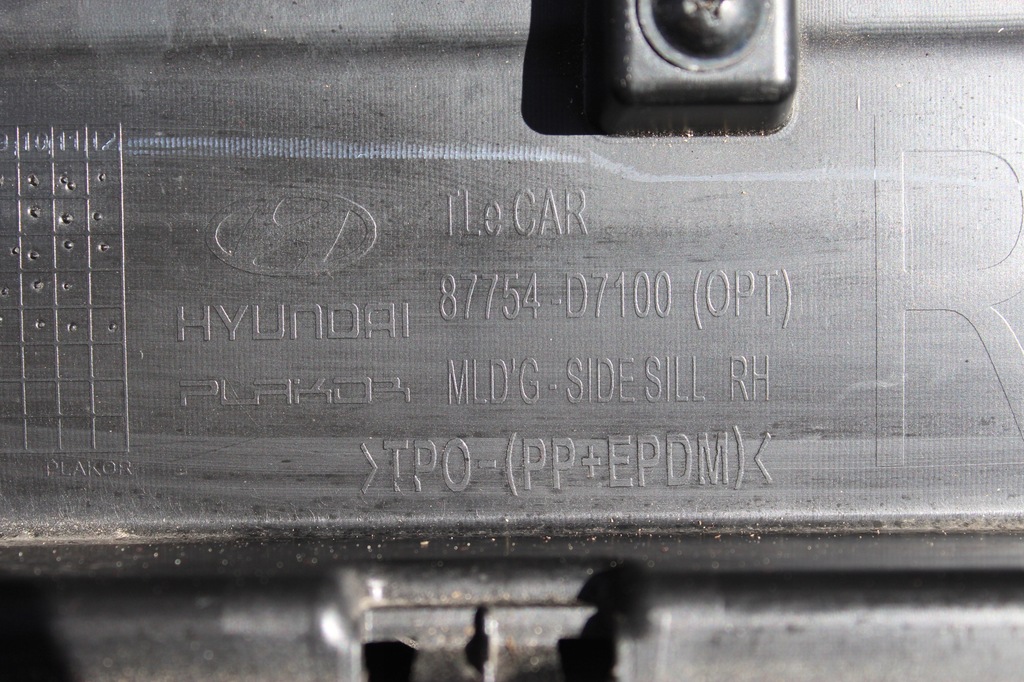 9 10 11 12
TLe CAR
87754-D7100 (OPT)
HYUNDAI
MLD'G - SIDE SILL RH
PLAKOR
>TPO-(PP+EPDM)<
PLAKOR
R